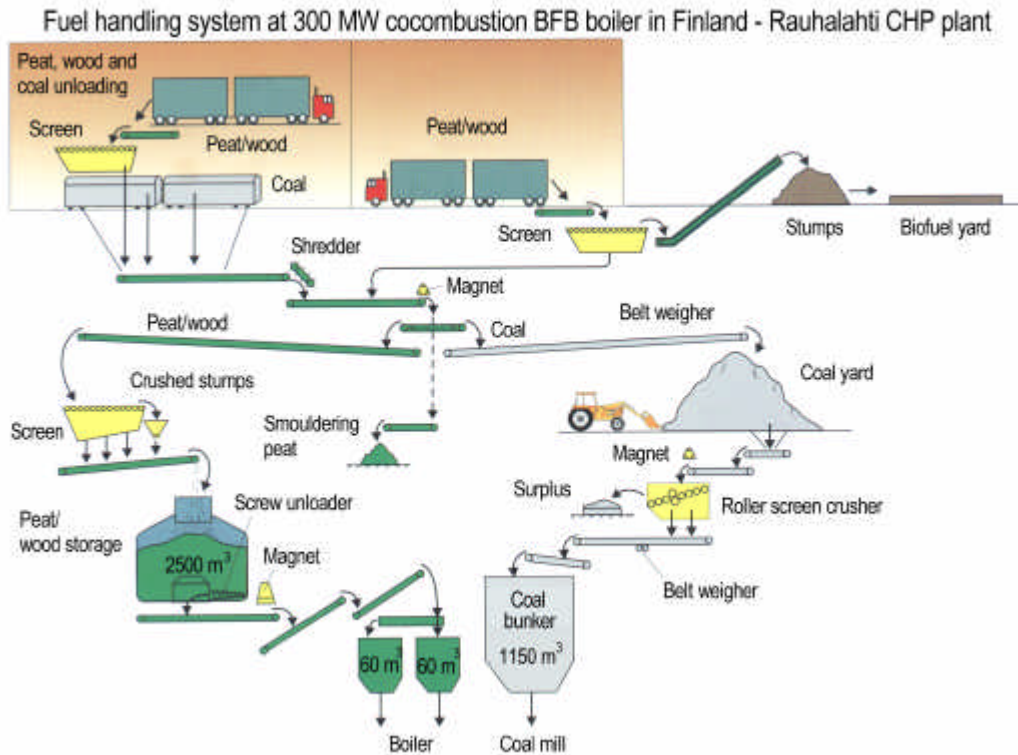 Fuel handling system at 300 MW cocombustion BFB boiler in Finland - Rauhalahti CHP plant
Peat, wood and
coal unloading
Screen
Peat/wood
Coal
Peat/wood
Screen
Stumps
Biofuel yard
Shredder
Magnet
Peat/wood
Coal
Belt weigher
Coal yard
Crushed stumps
Screen
Smouldering
peat
Magnet
Surplus
Roller screen crusher
Belt weigher
Peat/
wood storage
Screw unloader
2500 m³
Magnet
60 m³
60 m³
Boiler
Coal
bunker
1150 m³
Coal mill